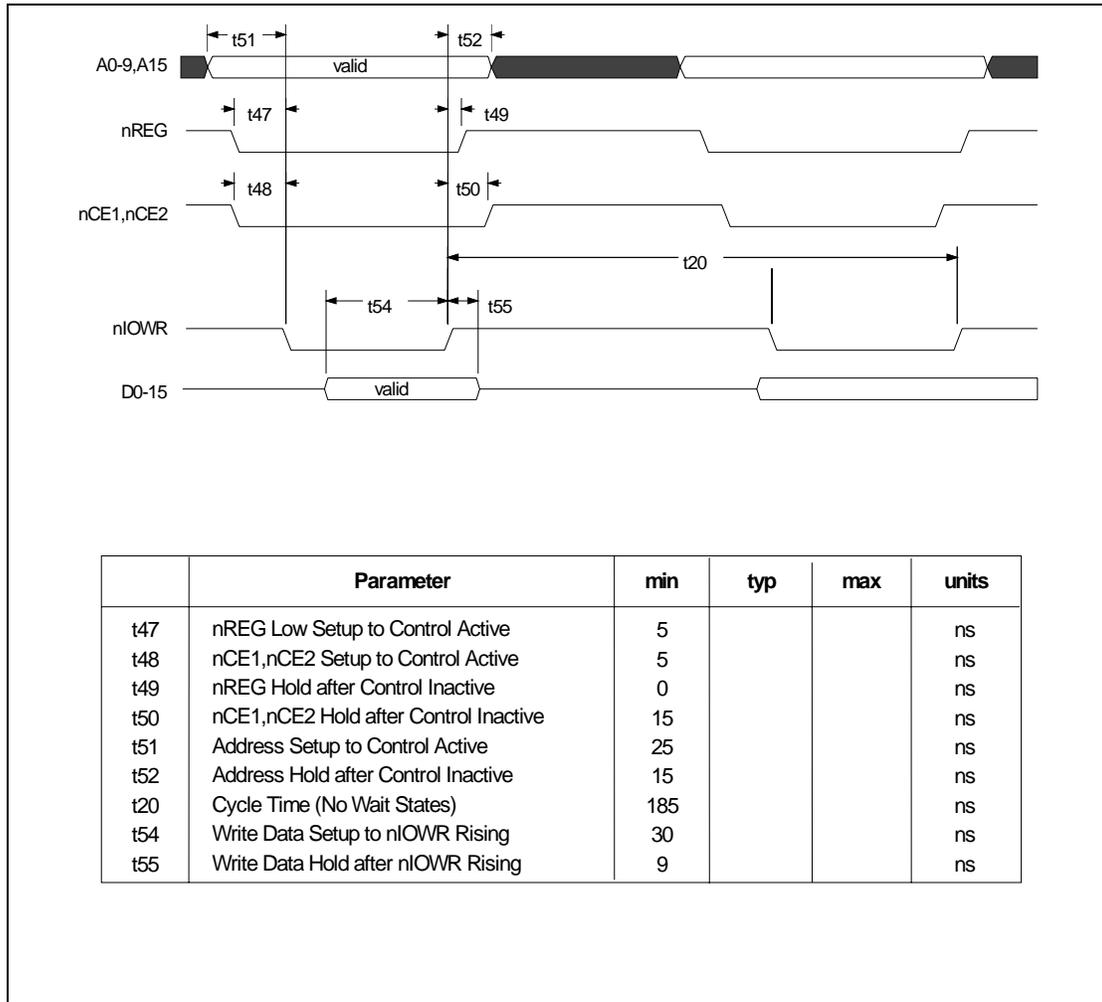 t51
t52
A0-9,A15
valid
t47
t49
nREG
t48
t50
nCE1,nCE2
t20
t54
t55
nIOWR
D0-15
valid
Parameter min typ max units
t47 nREG Low Setup to Control Active 5 ns
t48 nCE1,nCE2 Setup to Control Active 5 ns
t49 nREG Hold after Control Inactive 0 ns
t50 nCE1,nCE2 Hold after Control Inactive 15 ns
t51 Address Setup to Control Active 25 ns
t52 Address Hold after Control Inactive 15 ns
t20 Cycle Time (No Wait States) 185 ns
t54 Write Data Setup to nIOWR Rising 30 ns
t55 Write Data Hold after nIOWR Rising 9 ns